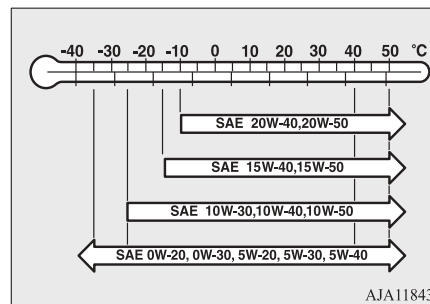 -40 -30 -20 -10 0 10 20 30 40 50 °C
SAE 20W-40,20W-50
SAE 15W-40,15W-50
SAE 10W-30,10W-40,10W-50
SAE 0W-20, 0W-30, 5W-20, 5W-30, 5W-40
AJA11843